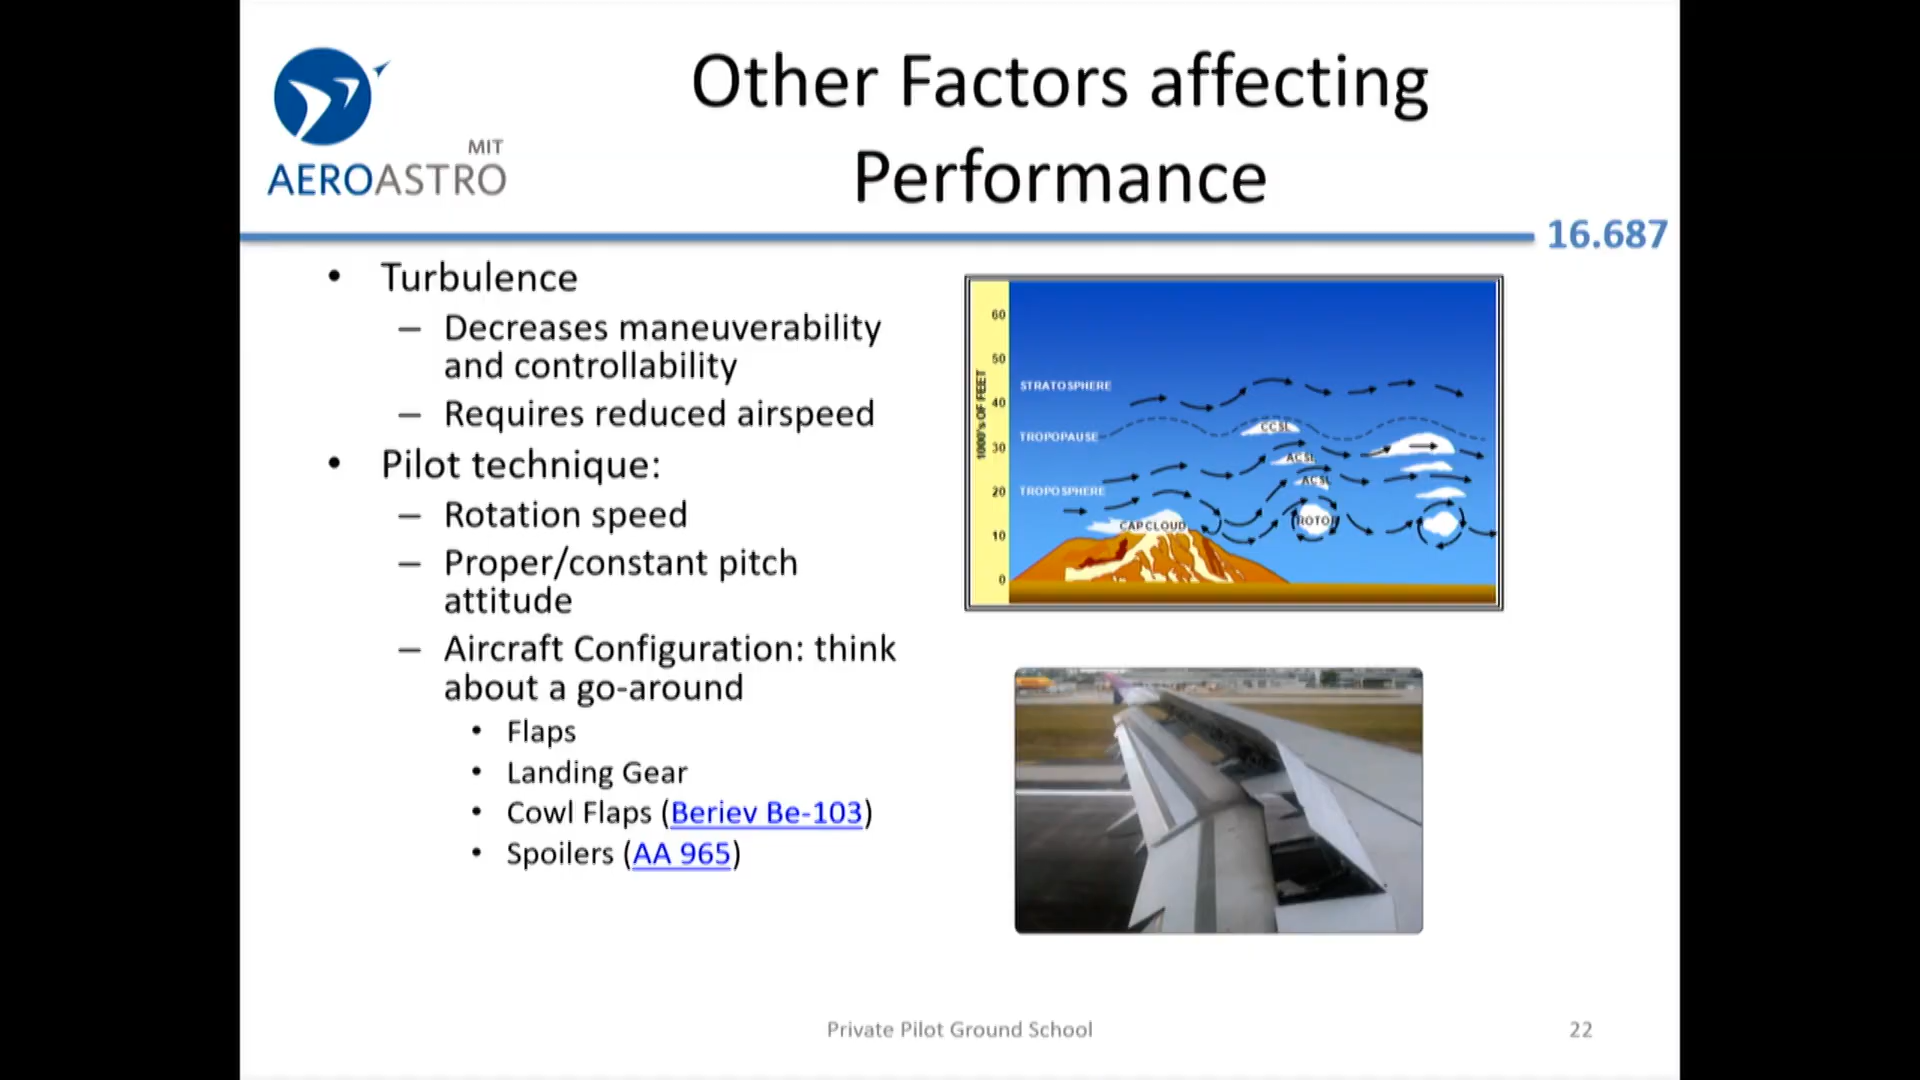 Other Factors affecting
Performance
MIT
AEROASTRO
16.687
• Turbulence
– Decreases maneuverability
and controllability
– Requires reduced airspeed
• Pilot technique:
– Rotation speed
– Proper/constant pitch
attitude
– Aircraft Configuration: think
about a go-around
• Flaps
• Landing Gear
• Cowl Flaps (Beriev Be-103)
• Spoilers (AA 965)
1000's OF FEET
60
50
STRATOSPHERE
40
CCSL
TROPOPAUSE
30
ACSL
ACSL
20
TROPOSPHERE
CAP CLOUD
ROTOR
10
0
Private Pilot Ground School
22